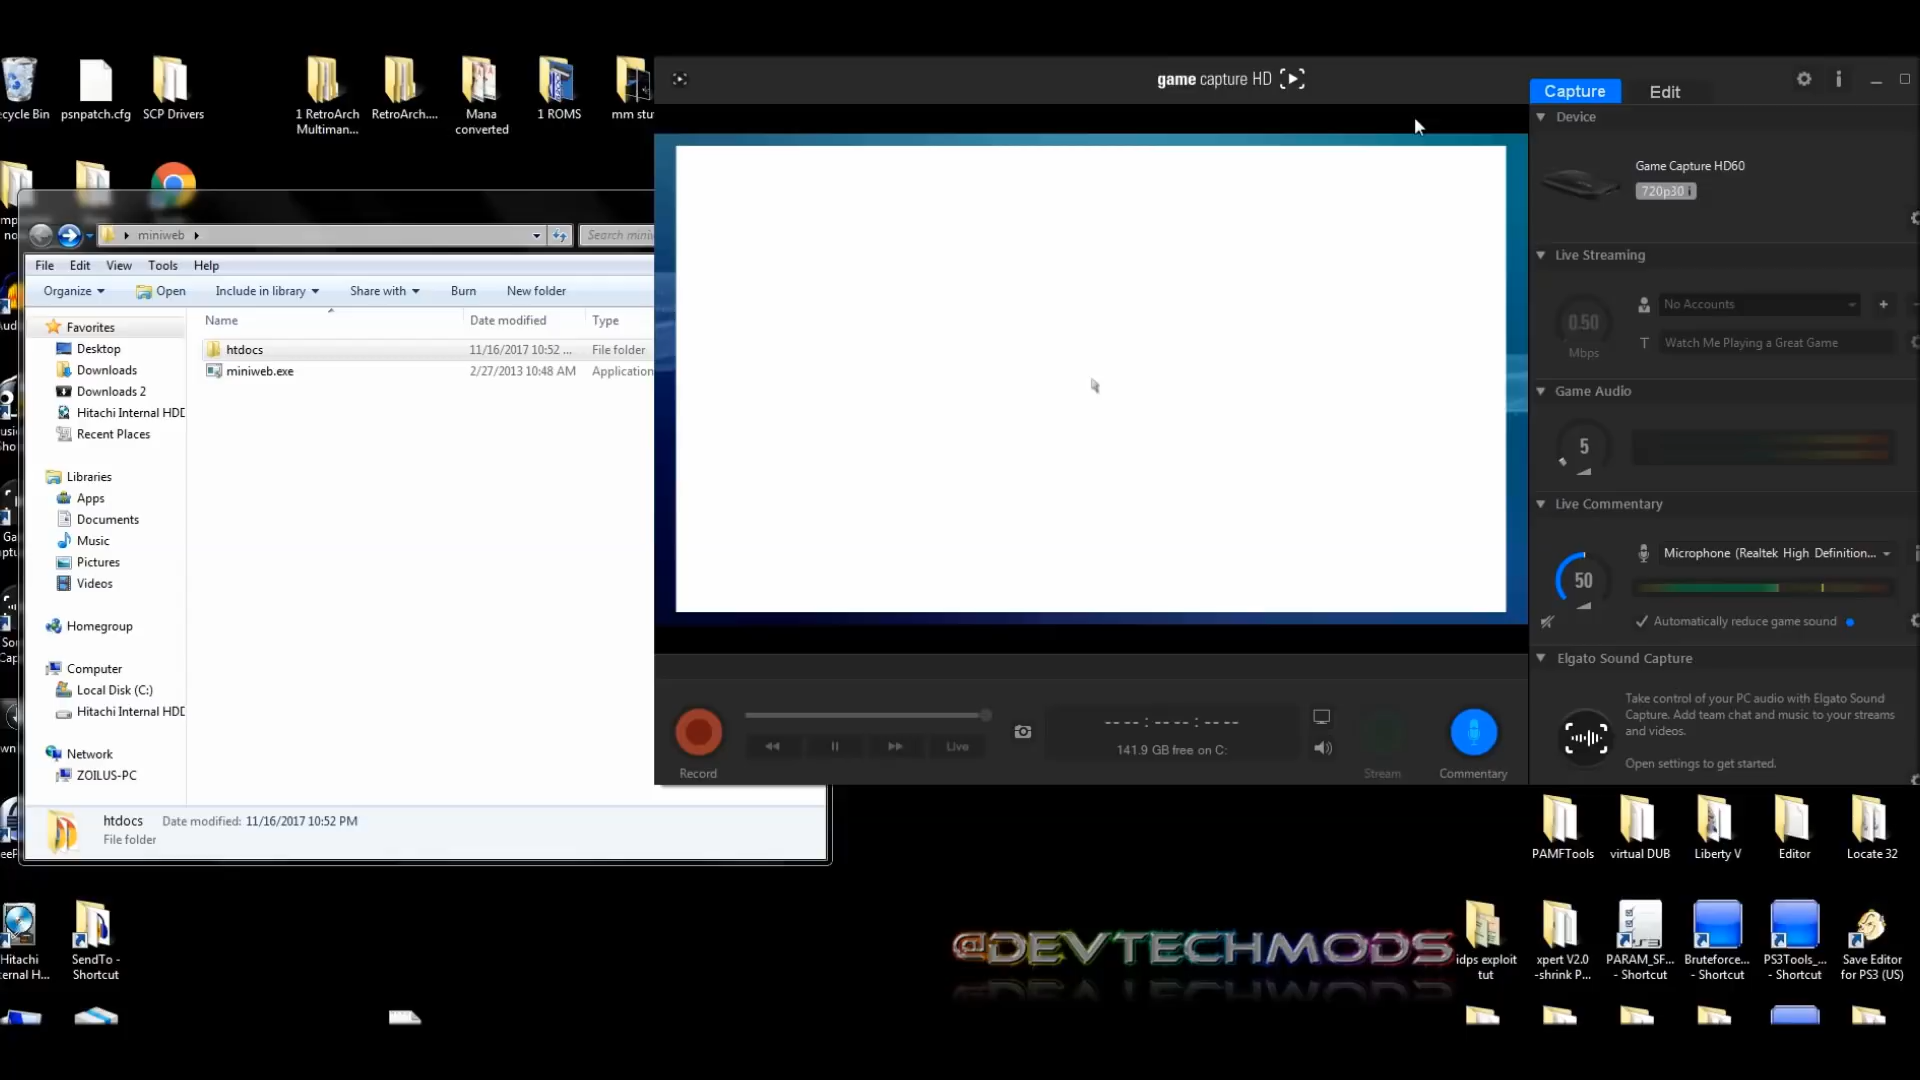 ecycle Bin
psnpatch.cfg
SCP Drivers
1 RetroArch
Multiman...
RetroArch....
Mana
converted
1 ROMS
mm stu
game capture HD
Capture
Edit
Device
Game Capture HD60
720p30 i
Live Streaming
No Accounts
0.50
Mbps
T Watch Me Playing a Great Game
Game Audio
5
Live Commentary
Microphone (Realtek High Definition...
50
Automatically reduce game sound
Elgato Sound Capture
Take control of your PC audio with Elgato Sound
Capture. Add team chat and music to your streams
and videos.
Open settings to get started.
miniweb
Search miniw
File Edit View Tools Help
Organize Open Include in library Share with Burn New folder
Name Date modified Type
htdocs 11/16/2017 10:52 ... File folder
miniweb.exe 2/27/2013 10:48 AM Application
Favorites
Desktop
Downloads
Downloads 2
Hitachi Internal HDD
Recent Places
Libraries
Apps
Documents
Music
Pictures
Videos
Homegroup
Computer
Local Disk (C:)
Hitachi Internal HDD
Network
ZOILUS-PC
htdocs Date modified: 11/16/2017 10:52 PM
File folder
Record
Live
-- -- : -- -- : -- --
141.9 GB free on C:
Stream
Commentary
PAMFTools
virtual DUB
Liberty V
Editor
Locate 32
Hitachi
ernal H...
SendTo -
Shortcut
@DEVTECHMODS
idps exploit
tut
xpert V2.0
-shrink P...
PARAM_SF...
- Shortcut
Bruteforce...
- Shortcut
PS3Tools_...
- Shortcut
Save Editor
for PS3 (US)